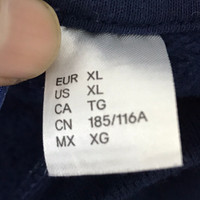 EUR XL
US XL
CA TG
CN 185/116A
MX XG